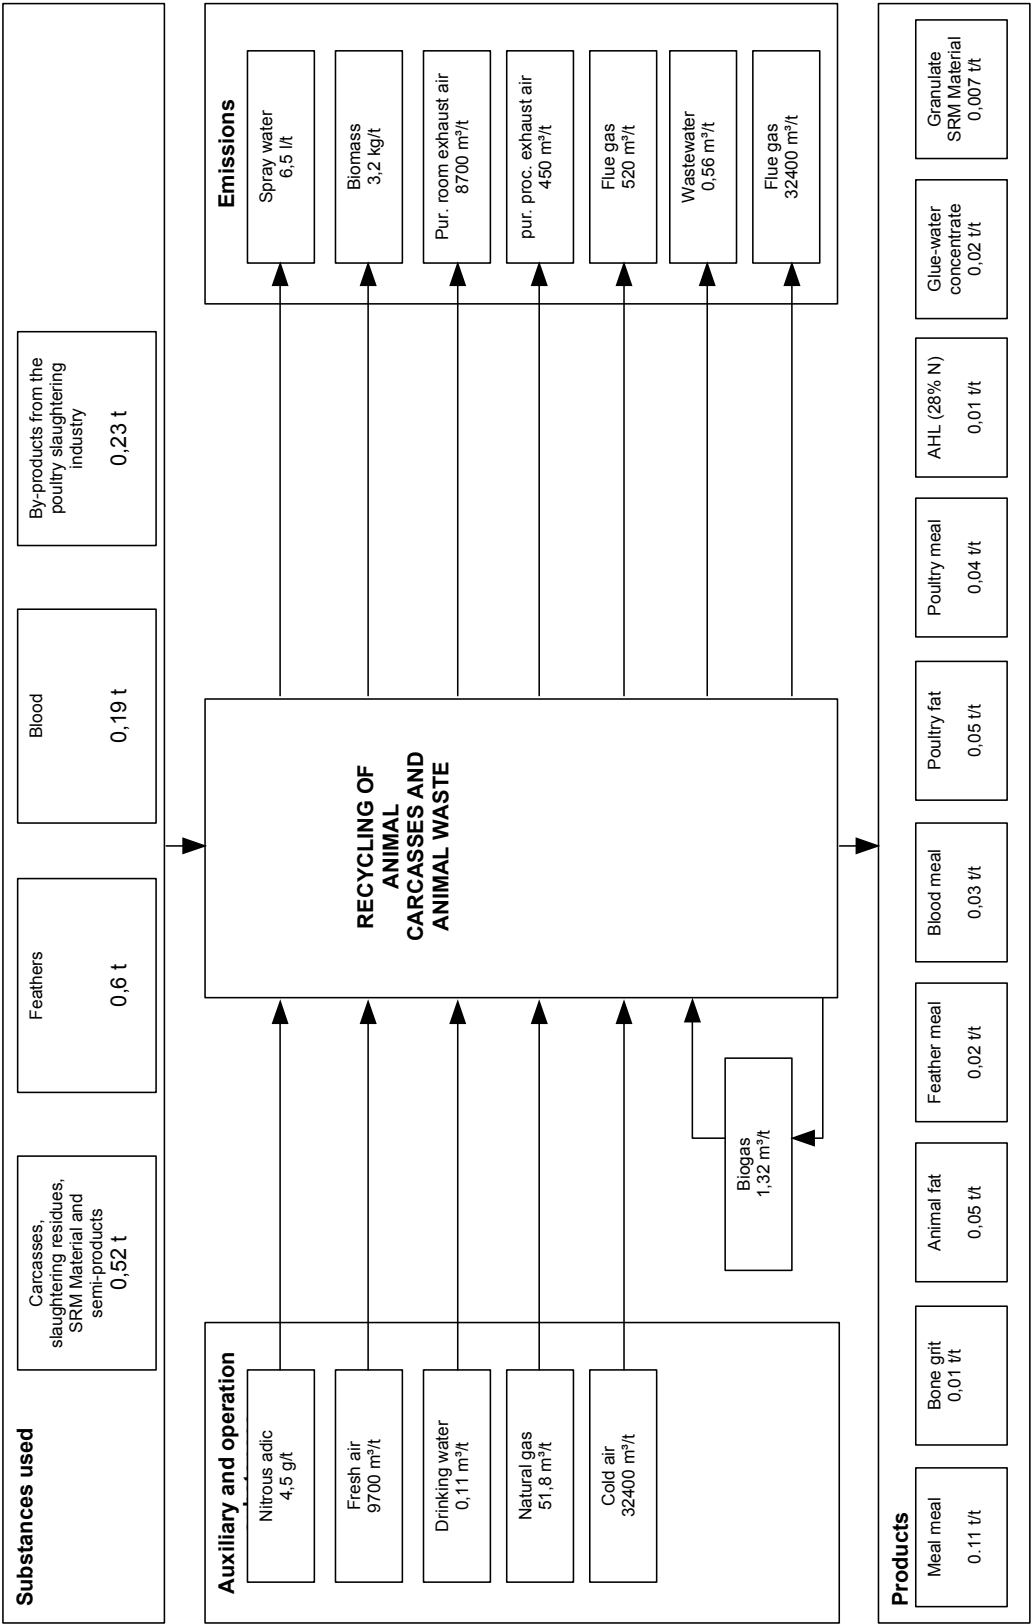 Substances used
Carcasses,
slaughtering residues,
SRM Material and
semi-products
0,52 t
Feathers
0,6 t
Blood
0,19 t
By-products from the
poultry slaughtering
industry
0,23 t
Auxiliary and operation
Nitrous adic
4,5 g/t
Fresh air
9700 m³/t
Drinking water
0,11 m³/t
Natural gas
51,8 m³/t
Cold air
32400 m³/t
RECYCLING OF
ANIMAL
CARCASSES AND
ANIMAL WASTE
Biogas
1,32 m³/t
Emissions
Spray water
6,5 l/t
Biomass
3,2 kg/t
Pur. room exhaust air
8700 m³/t
pur. proc. exhaust air
450 m³/t
Flue gas
520 m³/t
Wastewater
0,56 m³/t
Flue gas
32400 m³/t
Products
Meal meal
0.11 t/t
Bone grit
0,01 t/t
Animal fat
0,05 t/t
Feather meal
0,02 t/t
Blood meal
0,03 t/t
Poultry fat
0,05 t/t
Poultry meal
0,04 t/t
AHL (28% N)
0,01 t/t
Glue-water
concentrate
0,02 t/t
Granulate
SRM Material
0,007 t/t